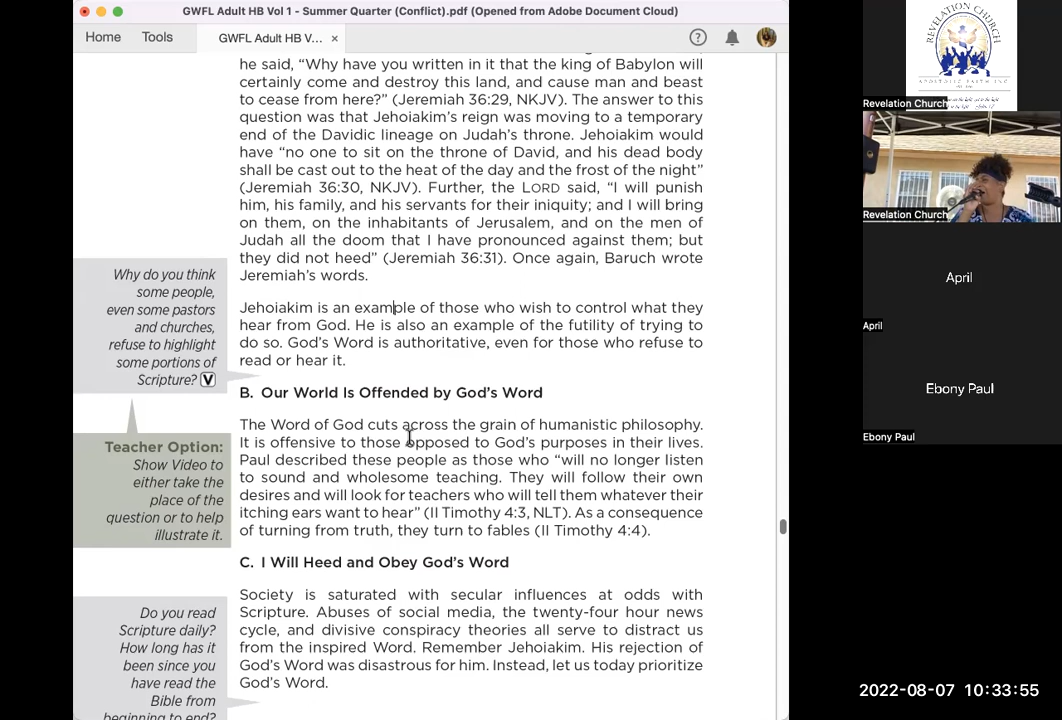 GWFL Adult HB Vol 1 - Summer Quarter (Conflict).pdf (Opened from Adobe Document Cloud)
Home Tools GWFL Adult HB V... ×
he said, “Why have you written in it that the king of Babylon will
certainly come and destroy this land, and cause man and beast
to cease from here?” (Jeremiah 36:29, NKJV). The answer to this
question was that Jehoiakim’s reign was moving to a temporary
end of the Davidic lineage on Judah’s throne. Jehoiakim would
have “no one to sit on the throne of David, and his dead body
shall be cast out to the heat of the day and the frost of the night”
(Jeremiah 36:30, NKJV). Further, the LORD said, “I will punish
him, his family, and his servants for their iniquity; and I will bring
on them, on the inhabitants of Jerusalem, and on the men of
Judah all the doom that I have pronounced against them; but
they did not heed” (Jeremiah 36:31). Once again, Baruch wrote
Jeremiah’s words.
Why do you think
some people,
even some pastors
and churches,
refuse to highlight
some portions of
Scripture? V
Jehoiakim is an example of those who wish to control what they
hear from God. He is also an example of the futility of trying to
do so. God’s Word is authoritative, even for those who refuse to
read or hear it.
B. Our World Is Offended by God’s Word
Teacher Option:
Show Video to
either take the
place of the
question or to help
illustrate it.
The Word of God cuts across the grain of humanistic philosophy.
It is offensive to those opposed to God’s purposes in their lives.
Paul described these people as those who “will no longer listen
to sound and wholesome teaching. They will follow their own
desires and will look for teachers who will tell them whatever their
itching ears want to hear” (II Timothy 4:3, NLT). As a consequence
of turning from truth, they turn to fables (II Timothy 4:4).
C. I Will Heed and Obey God’s Word
Do you read
Scripture daily?
How long has it
been since you
have read the
Bible from
beginning to end?
Society is saturated with secular influences at odds with
Scripture. Abuses of social media, the twenty-four hour news
cycle, and divisive conspiracy theories all serve to distract us
from the inspired Word. Remember Jehoiakim. His rejection of
God’s Word was disastrous for him. Instead, let us today prioritize
God’s Word.
REVELATION CHURCH
APOSTOLIC FAITH INC
Revelation Church
Revelation Church
April
April
Ebony Paul
Ebony Paul
2022-08-07 10:33:55